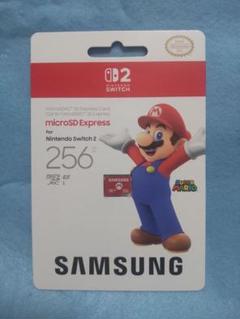 2
NINTENDO
SWITCH
microSD Express
for
Nintendo Switch 2
256
SUPER
MARIO
SAMSUNG